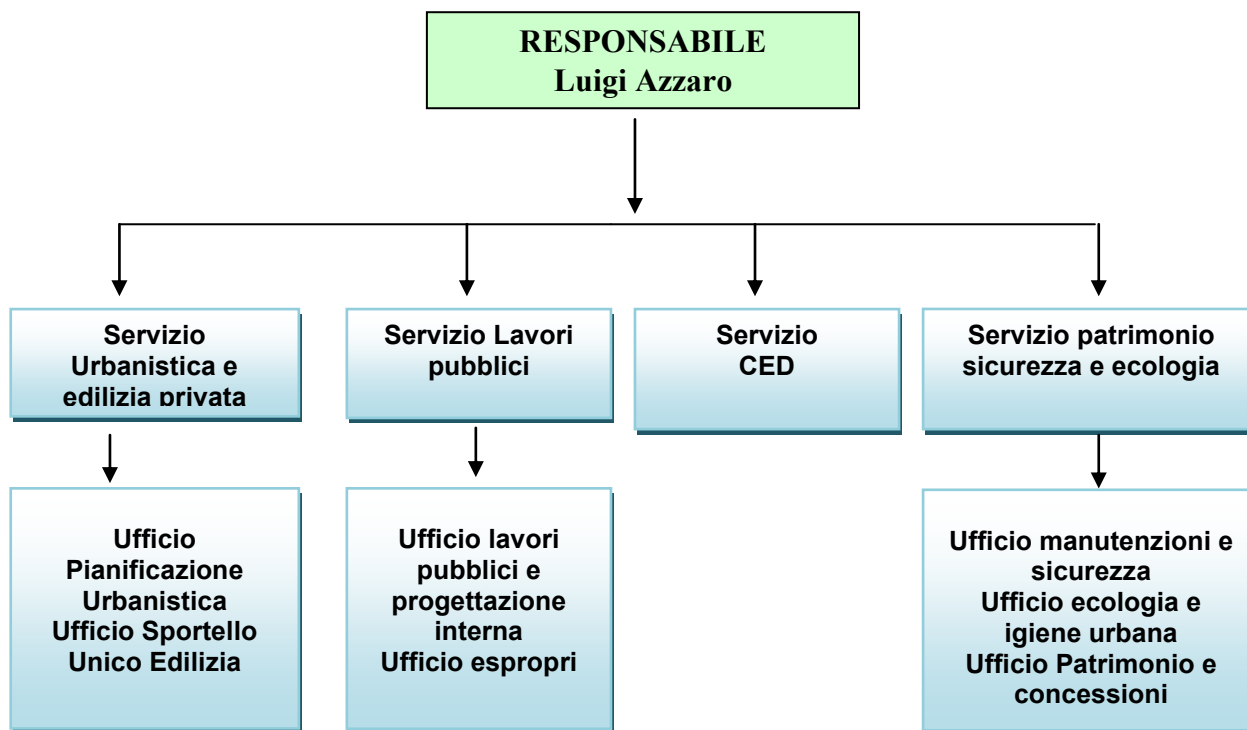 RESPONSABILE
Luigi Azzaro
Servizio
Urbanistica e
edilizia privata
Servizio Lavori
pubblici
Servizio
CED
Servizio patrimonio
sicurezza e ecologia
Ufficio
Pianificazione
Urbanistica
Ufficio Sportello
Unico Edilizia
Ufficio lavori
pubblici e
progettazione
interna
Ufficio espropri
Ufficio manutenzioni e
sicurezza
Ufficio ecologia e
igiene urbana
Ufficio Patrimonio e
concessioni